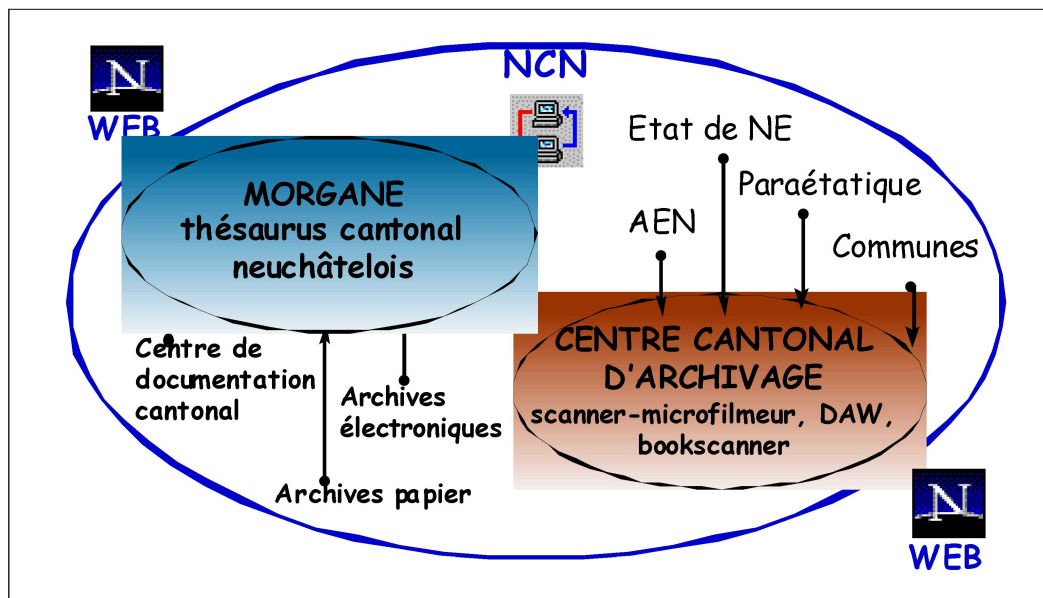 NCN
N
WEB
MORGANE
thésaurus cantonal
neuchâtelois
Etat de NE
Paraétatique
AEN
Communes
Centre de
documentation
cantonal
Archives
électroniques
Archives papier
CENTRE CANTONAL
D'ARCHIVAGE
scanner-microfilmeur, DAW,
bookscanner
N
WEB